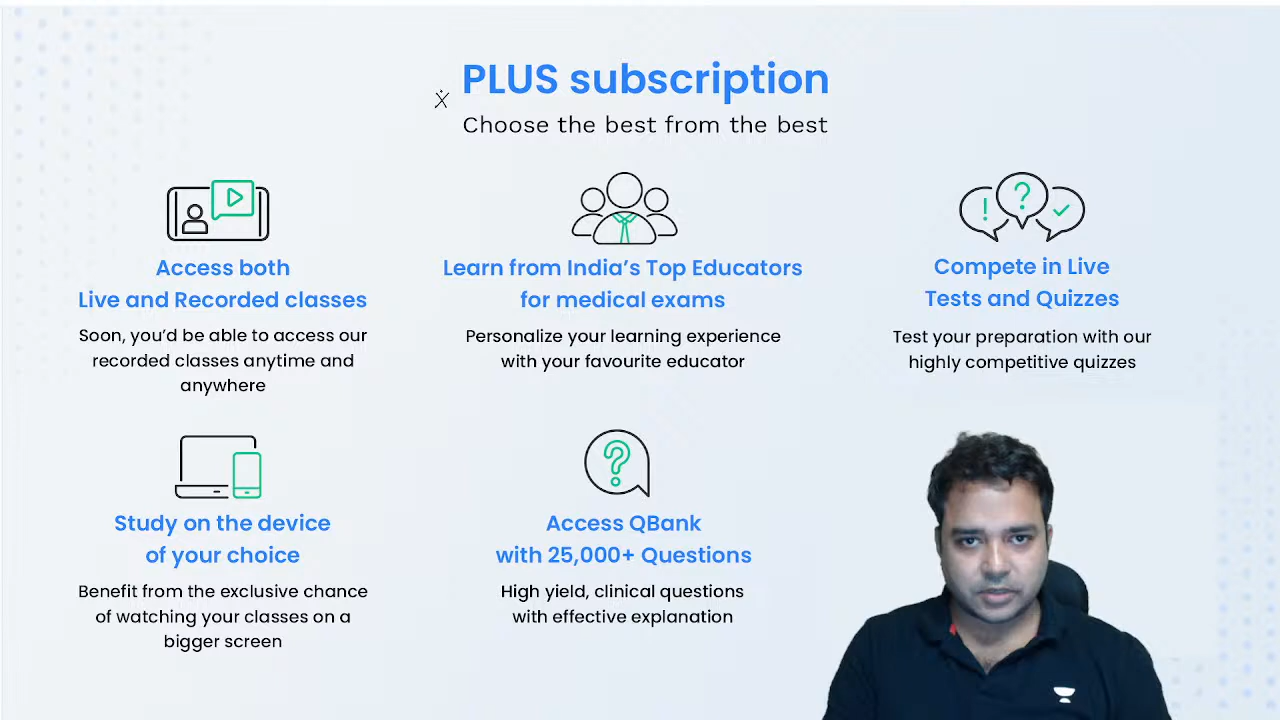 PLUS subscription
Choose the best from the best
Access both
Live and Recorded classes
Soon, you’d be able to access our
recorded classes anytime and
anywhere
Learn from India’s Top Educators
for medical exams
Personalize your learning experience
with your favourite educator
Compete in Live
Tests and Quizzes
Test your preparation with our
highly competitive quizzes
Study on the device
of your choice
Benefit from the exclusive chance
of watching your classes on a
bigger screen
Access QBank
with 25,000+ Questions
High yield, clinical questions
with effective explanation